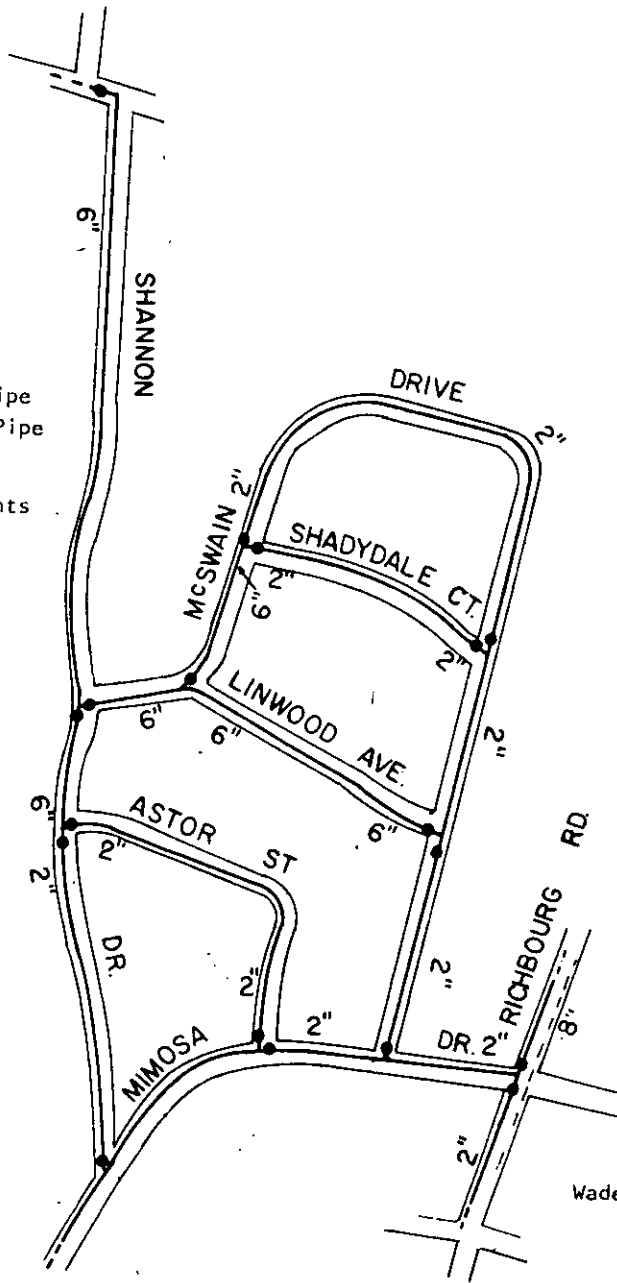 6"
SHANNON
ipe
Pipe
nts
DRIVE
2"
2"
McSWAIN
SHADYDALE CT.
2"
6"
2"
LINWOOD AVE.
6"
6"
2"
6"
6"
ASTOR ST
2"
2"
RICHBOURG RD.
DR.
2"
2"
8"
2"
MIMOSA DR.
2"
2"
Wade